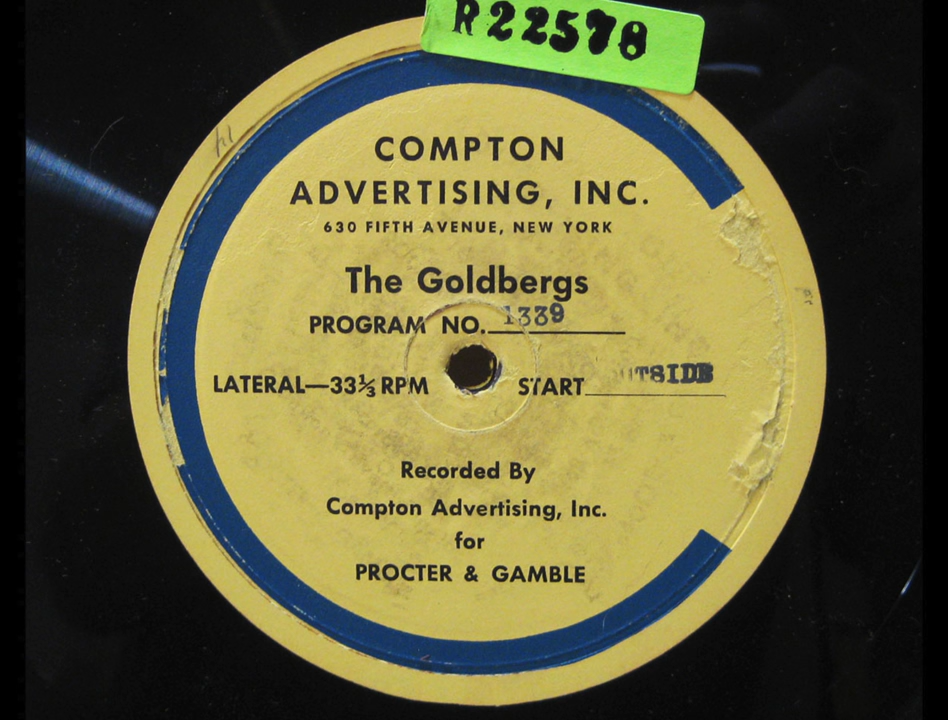 R22578
COMPTON
ADVERTISING, INC.
630 FIFTH AVENUE, NEW YORK
The Goldbergs
PROGRAM NO. 1339
LATERAL—33⅓ RPM START UTSIDE
Recorded By
Compton Advertising, Inc.
for
PROCTER & GAMBLE